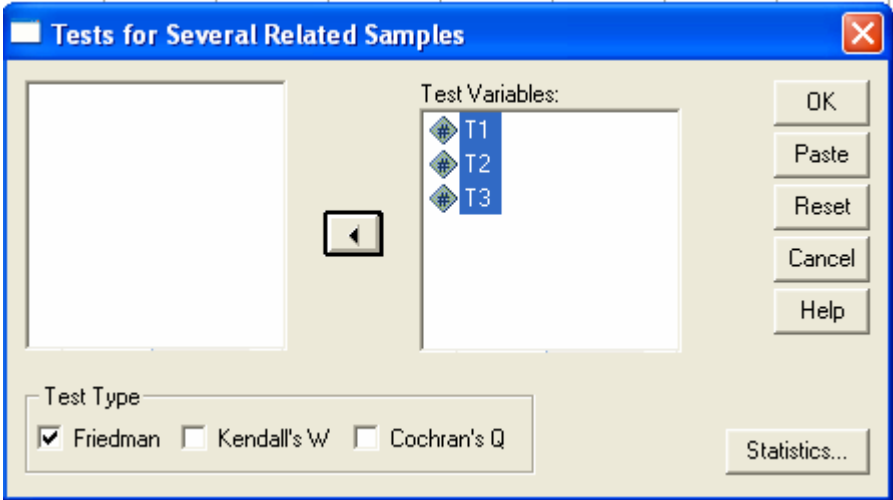 Tests for Several Related Samples
Test Variables:
# T1
# T2
# T3
OK
Paste
Reset
Cancel
Help
Test Type
Friedman Kendall's W Cochran's Q
Statistics...